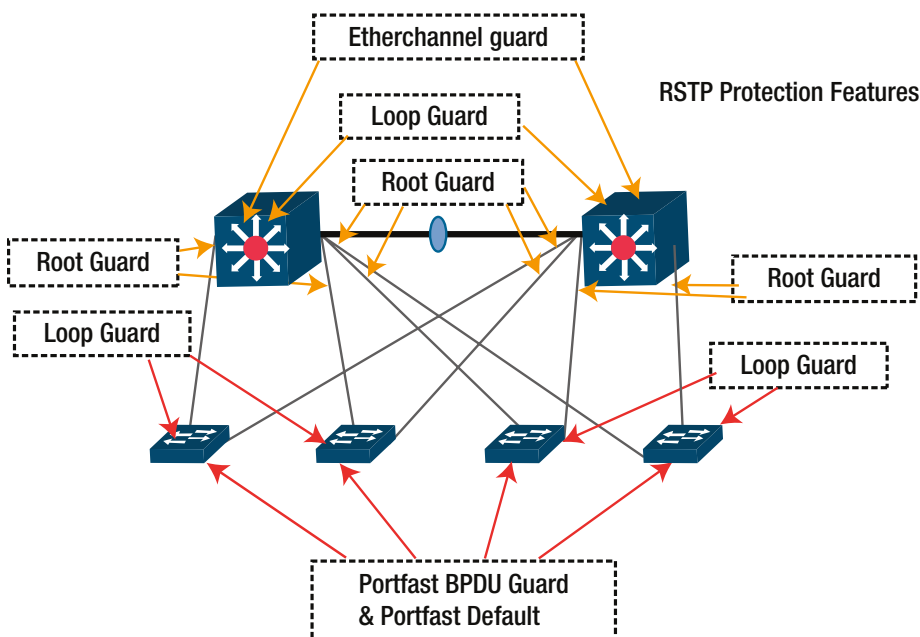 Etherchannel guard
RSTP Protection Features
Loop Guard
Root Guard
Root Guard
Root Guard
Loop Guard
Loop Guard
Portfast BPDU Guard
& Portfast Default